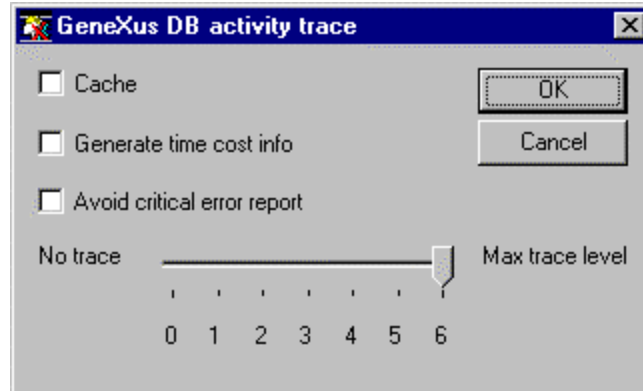 GeneXus DB activity trace
Cache
OK
Generate time cost info
Cancel
Avoid critical error report
No trace
Max trace level
0 1 2 3 4 5 6